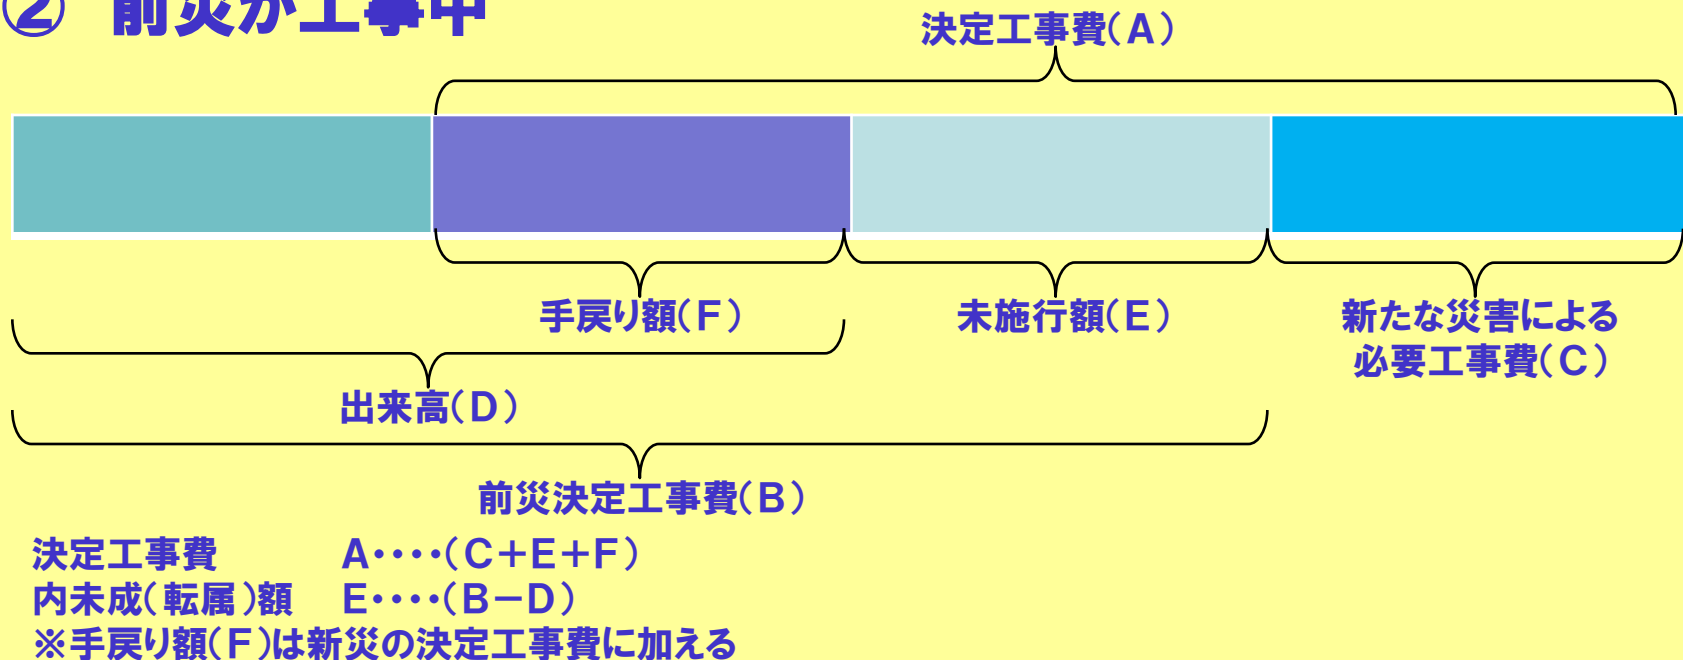 ② 前災が工事中
決定工事費（A）
手戻り額（F）
未施行額（E）
新たな災害による
必要工事費（C）
出来高（D）
前災決定工事費（B）
決定工事費　　　A・・・・（C＋E＋F）
内未成（転属）額　E・・・・（B－D）
※手戻り額（F）は新災の決定工事費に加える